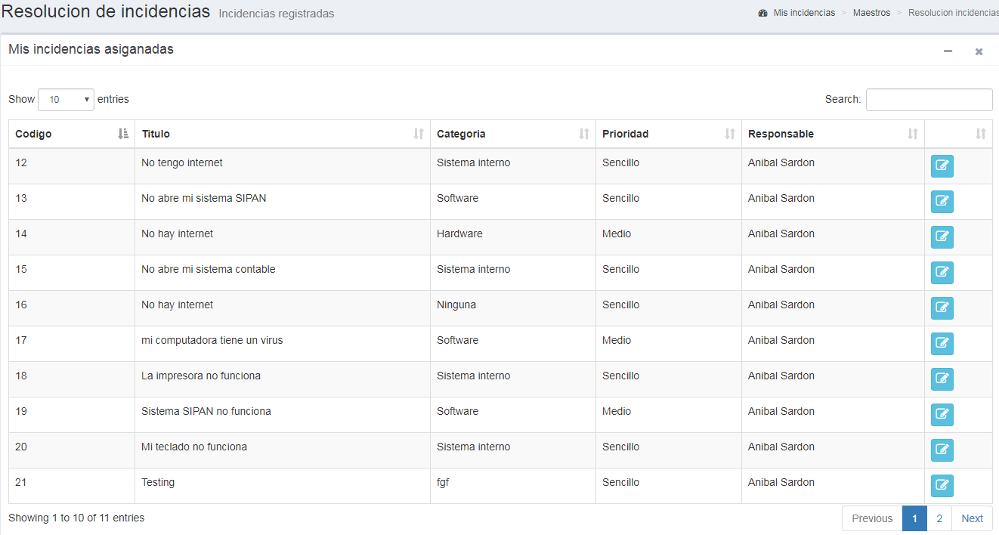 Resolucion de incidencias Incidencias registradas Mis incidencias > Maestros > Resolucion incidencias
Mis incidencias asiganadas
Show 10 entries Search:
Codigo Titulo Categoria Prioridad Responsable
12 No tengo internet Sistema interno Sencillo Anibal Sardon
13 No abre mi sistema SIPAN Software Sencillo Anibal Sardon
14 No hay internet Hardware Medio Anibal Sardon
15 No abre mi sistema contable Sistema interno Sencillo Anibal Sardon
16 No hay internet Ninguna Sencillo Anibal Sardon
17 mi computadora tiene un virus Software Medio Anibal Sardon
18 La impresora no funciona Sistema interno Sencillo Anibal Sardon
19 Sistema SIPAN no funciona Software Medio Anibal Sardon
20 Mi teclado no funciona Sistema interno Sencillo Anibal Sardon
21 Testing fgf Sencillo Anibal Sardon
Showing 1 to 10 of 11 entries Previous 1 2 Next